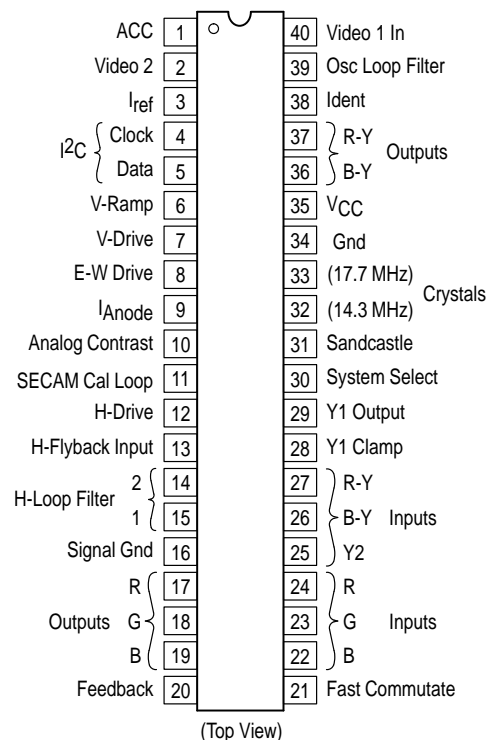 ACC 1 40 Video 1 In
Video 2 2 39 Osc Loop Filter
Iref 3 38 Ident
I2C Clock 4 37 R-Y Outputs
Data 5 36 B-Y
V-Ramp 6 35 VCC
V-Drive 7 34 Gnd
E-W Drive 8 33 (17.7 MHz) Crystals
IAnode 9 32 (14.3 MHz)
Analog Contrast 10 31 Sandcastle
SECAM Cal Loop 11 30 System Select
H-Drive 12 29 Y1 Output
H-Flyback Input 13 28 Y1 Clamp
H-Loop Filter 2 14 27 R-Y
1 15 26 B-Y Inputs
Signal Gnd 16 25 Y2
R 17 24 R
Outputs G 18 23 G Inputs
B 19 22 B
Feedback 20 21 Fast Commutate
(Top View)